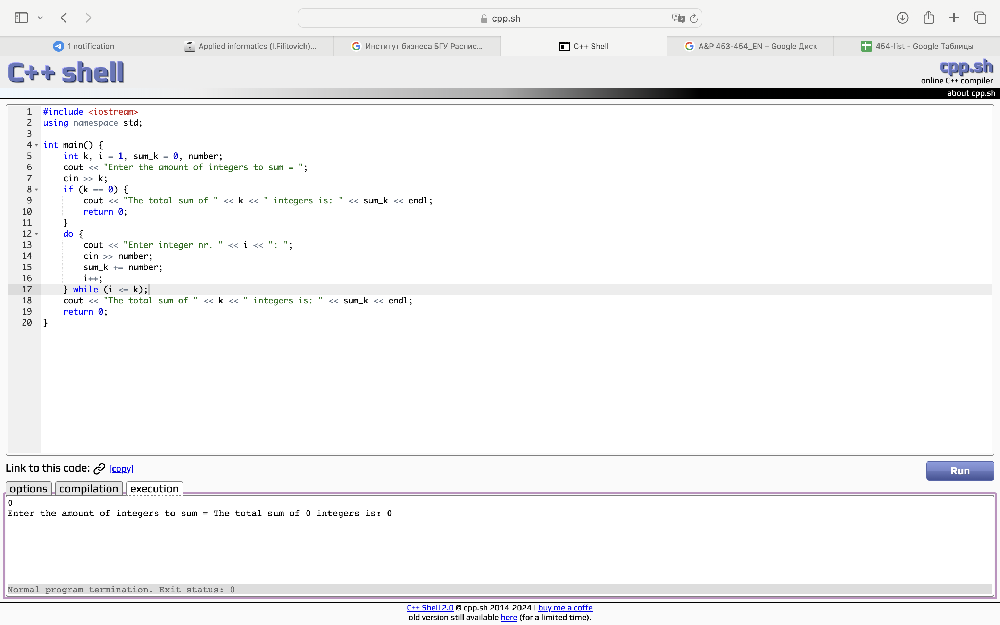 cpp.sh
1 notification
Applied informatics (I.Filitovich)...
Институт бизнеса БГУ Распис...
C++ Shell
A&P 453-454_EN – Google Диск
454-list - Google Таблицы
C++ shell
cpp.sh
online C++ compiler
about cpp.sh
1 #include <iostream>
2 using namespace std;
3
4 int main() {
5     int k, i = 1, sum_k = 0, number;
6     cout << "Enter the amount of integers to sum = ";
7     cin >> k;
8     if (k == 0) {
9         cout << "The total sum of " << k << " integers is: " << sum_k << endl;
10         return 0;
11     }
12     do {
13         cout << "Enter integer nr. " << i << ": ";
14         cin >> number;
15         sum_k += number;
16         i++;
17     } while (i <= k);
18     cout << "The total sum of " << k << " integers is: " << sum_k << endl;
19     return 0;
20 }
Link to this code: [copy]
Run
options compilation execution
0
Enter the amount of integers to sum = The total sum of 0 integers is: 0
Normal program termination. Exit status: 0
C++ Shell 2.0 © cpp.sh 2014-2024 | buy me a coffe
old version still available here (for a limited time).